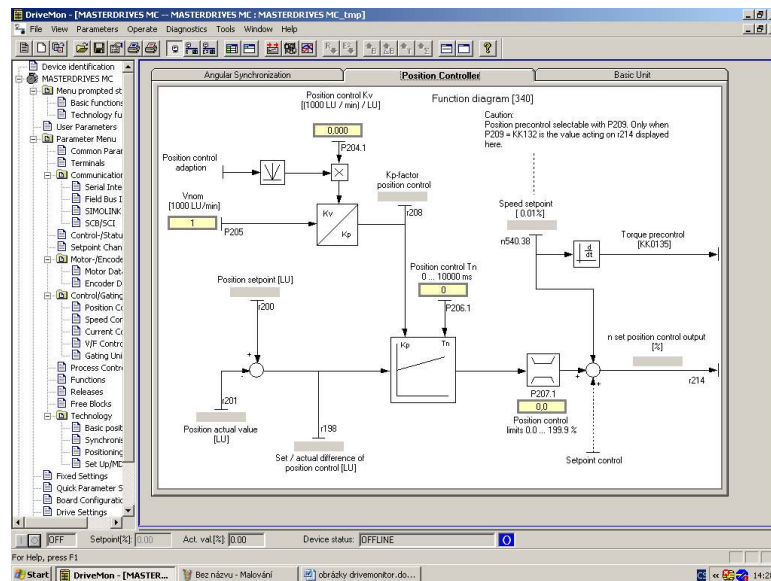 DriveMon - [MASTERDRIVES MC -- MASTERDRIVES MC : MASTERDRIVES MC_tmp]
File View Parameters Operate Diagnostics Tools Window Help
Device identification
MASTERDRIVES MC
Menu prompted st
Basic functions
Technology fu
User Parameters
Parameter Menu
Common Parar
Terminals
Communication
Serial Inte
Field Bus I
SIMOLINK
SCB/SCI
Control-/Statu
Setpoint Chan
Motor-/Encode
Motor Data
Encoder D
Control/Gating
Position Co
Speed Con
Current Co
V/F Contro
Gating Uni
Process Contro
Functions
Releases
Free Blocks
Technology
Basic posit
Synchronis
Positioning
Set Up/MD
Fixed Settings
Quick Parameter S
Board Configuratio
Drive Settings
Angular Synchronization
Position Controller
Basic Unit
Function diagram [340]
Position control Kv
[(1000 LU / min) / LU]
0,000
P204.1
Caution:
Position precontrol selectable with P209. Only when
P209 = KK132 is the value acting on r214 displayed
here.
Position control
adaption
Kp-factor
position control
r208
Vnom
[1000 LU/min]
1
P205
Kv
Kp
Speed setpoint
[ 0.01%]
n540.38
d
dt
Torque precontrol
[KK0135]
Position setpoint [LU]
r200
Position control Tn
0 ... 10000 ms
0
P206.1
Kp
Tn
n set position control output
[%]
r214
+
-
+
+
r201
Position actual value
[LU]
r198
Set / actual difference of
position control [LU]
P207.1
0,0
Position control
limits 0.0 ... 199.9 %
Setpoint control
OFF
Setpoint[%]: 0.00
Act. val.[%]: 0.00
Device status: OFFLINE
For Help, press F1
Start
DriveMon - [MASTER...
Bez názvu - Malování
obrázky drivemonitor.do...
«